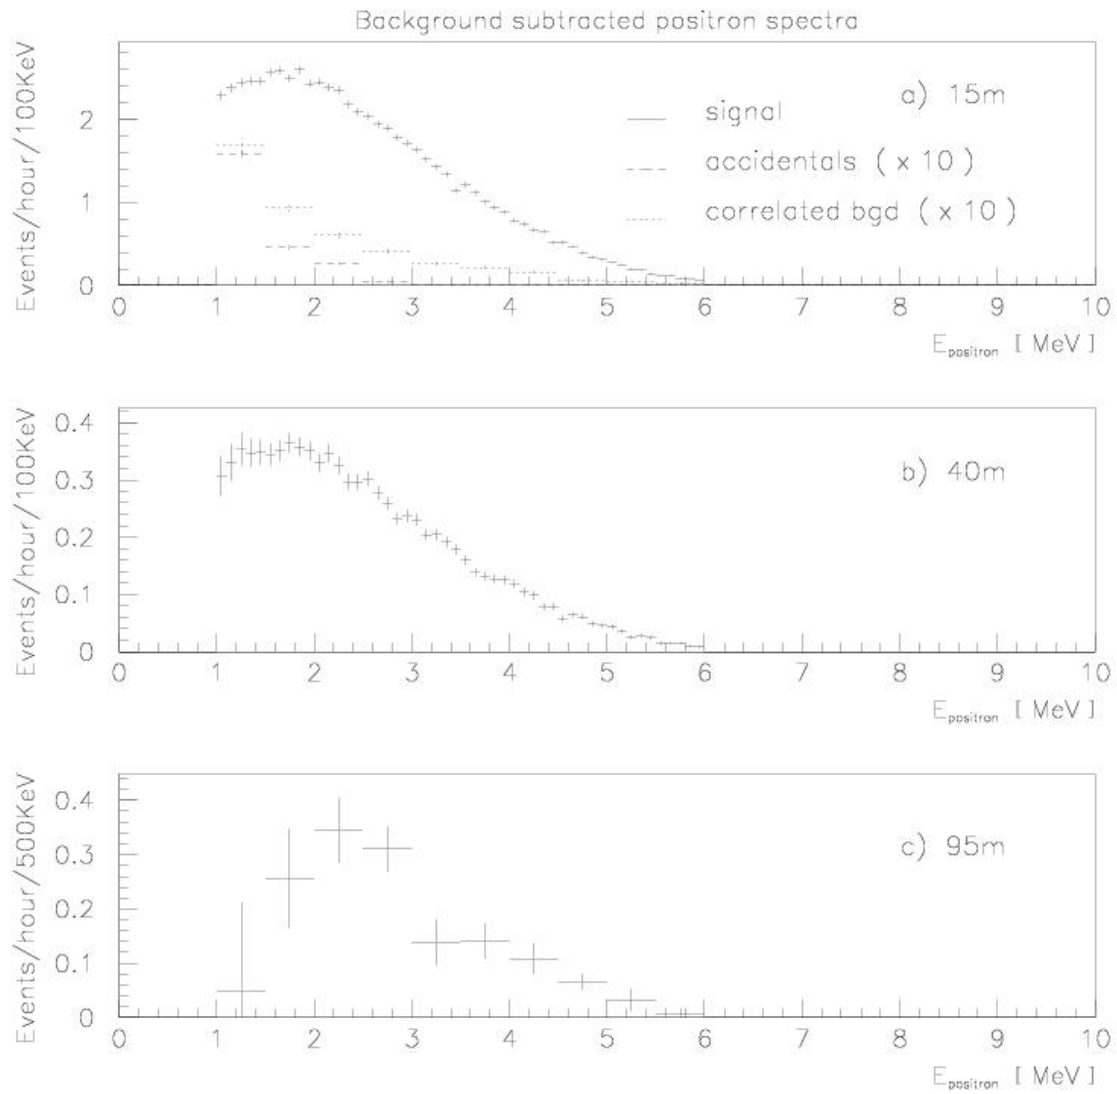 Background subtracted positron spectra
Events/hour/100KeV
2
1
0
a) 15m
signal
accidentals ( x 10 )
correlated bgd ( x 10 )
0 1 2 3 4 5 6 7 8 9 10
E positron [ MeV ]
Events/hour/100KeV
0.4
0.3
0.2
0.1
0
b) 40m
0 1 2 3 4 5 6 7 8 9 10
E positron [ MeV ]
Events/hour/500KeV
0.4
0.3
0.2
0.1
0
c) 95m
0 1 2 3 4 5 6 7 8 9 10
E positron [ MeV ]